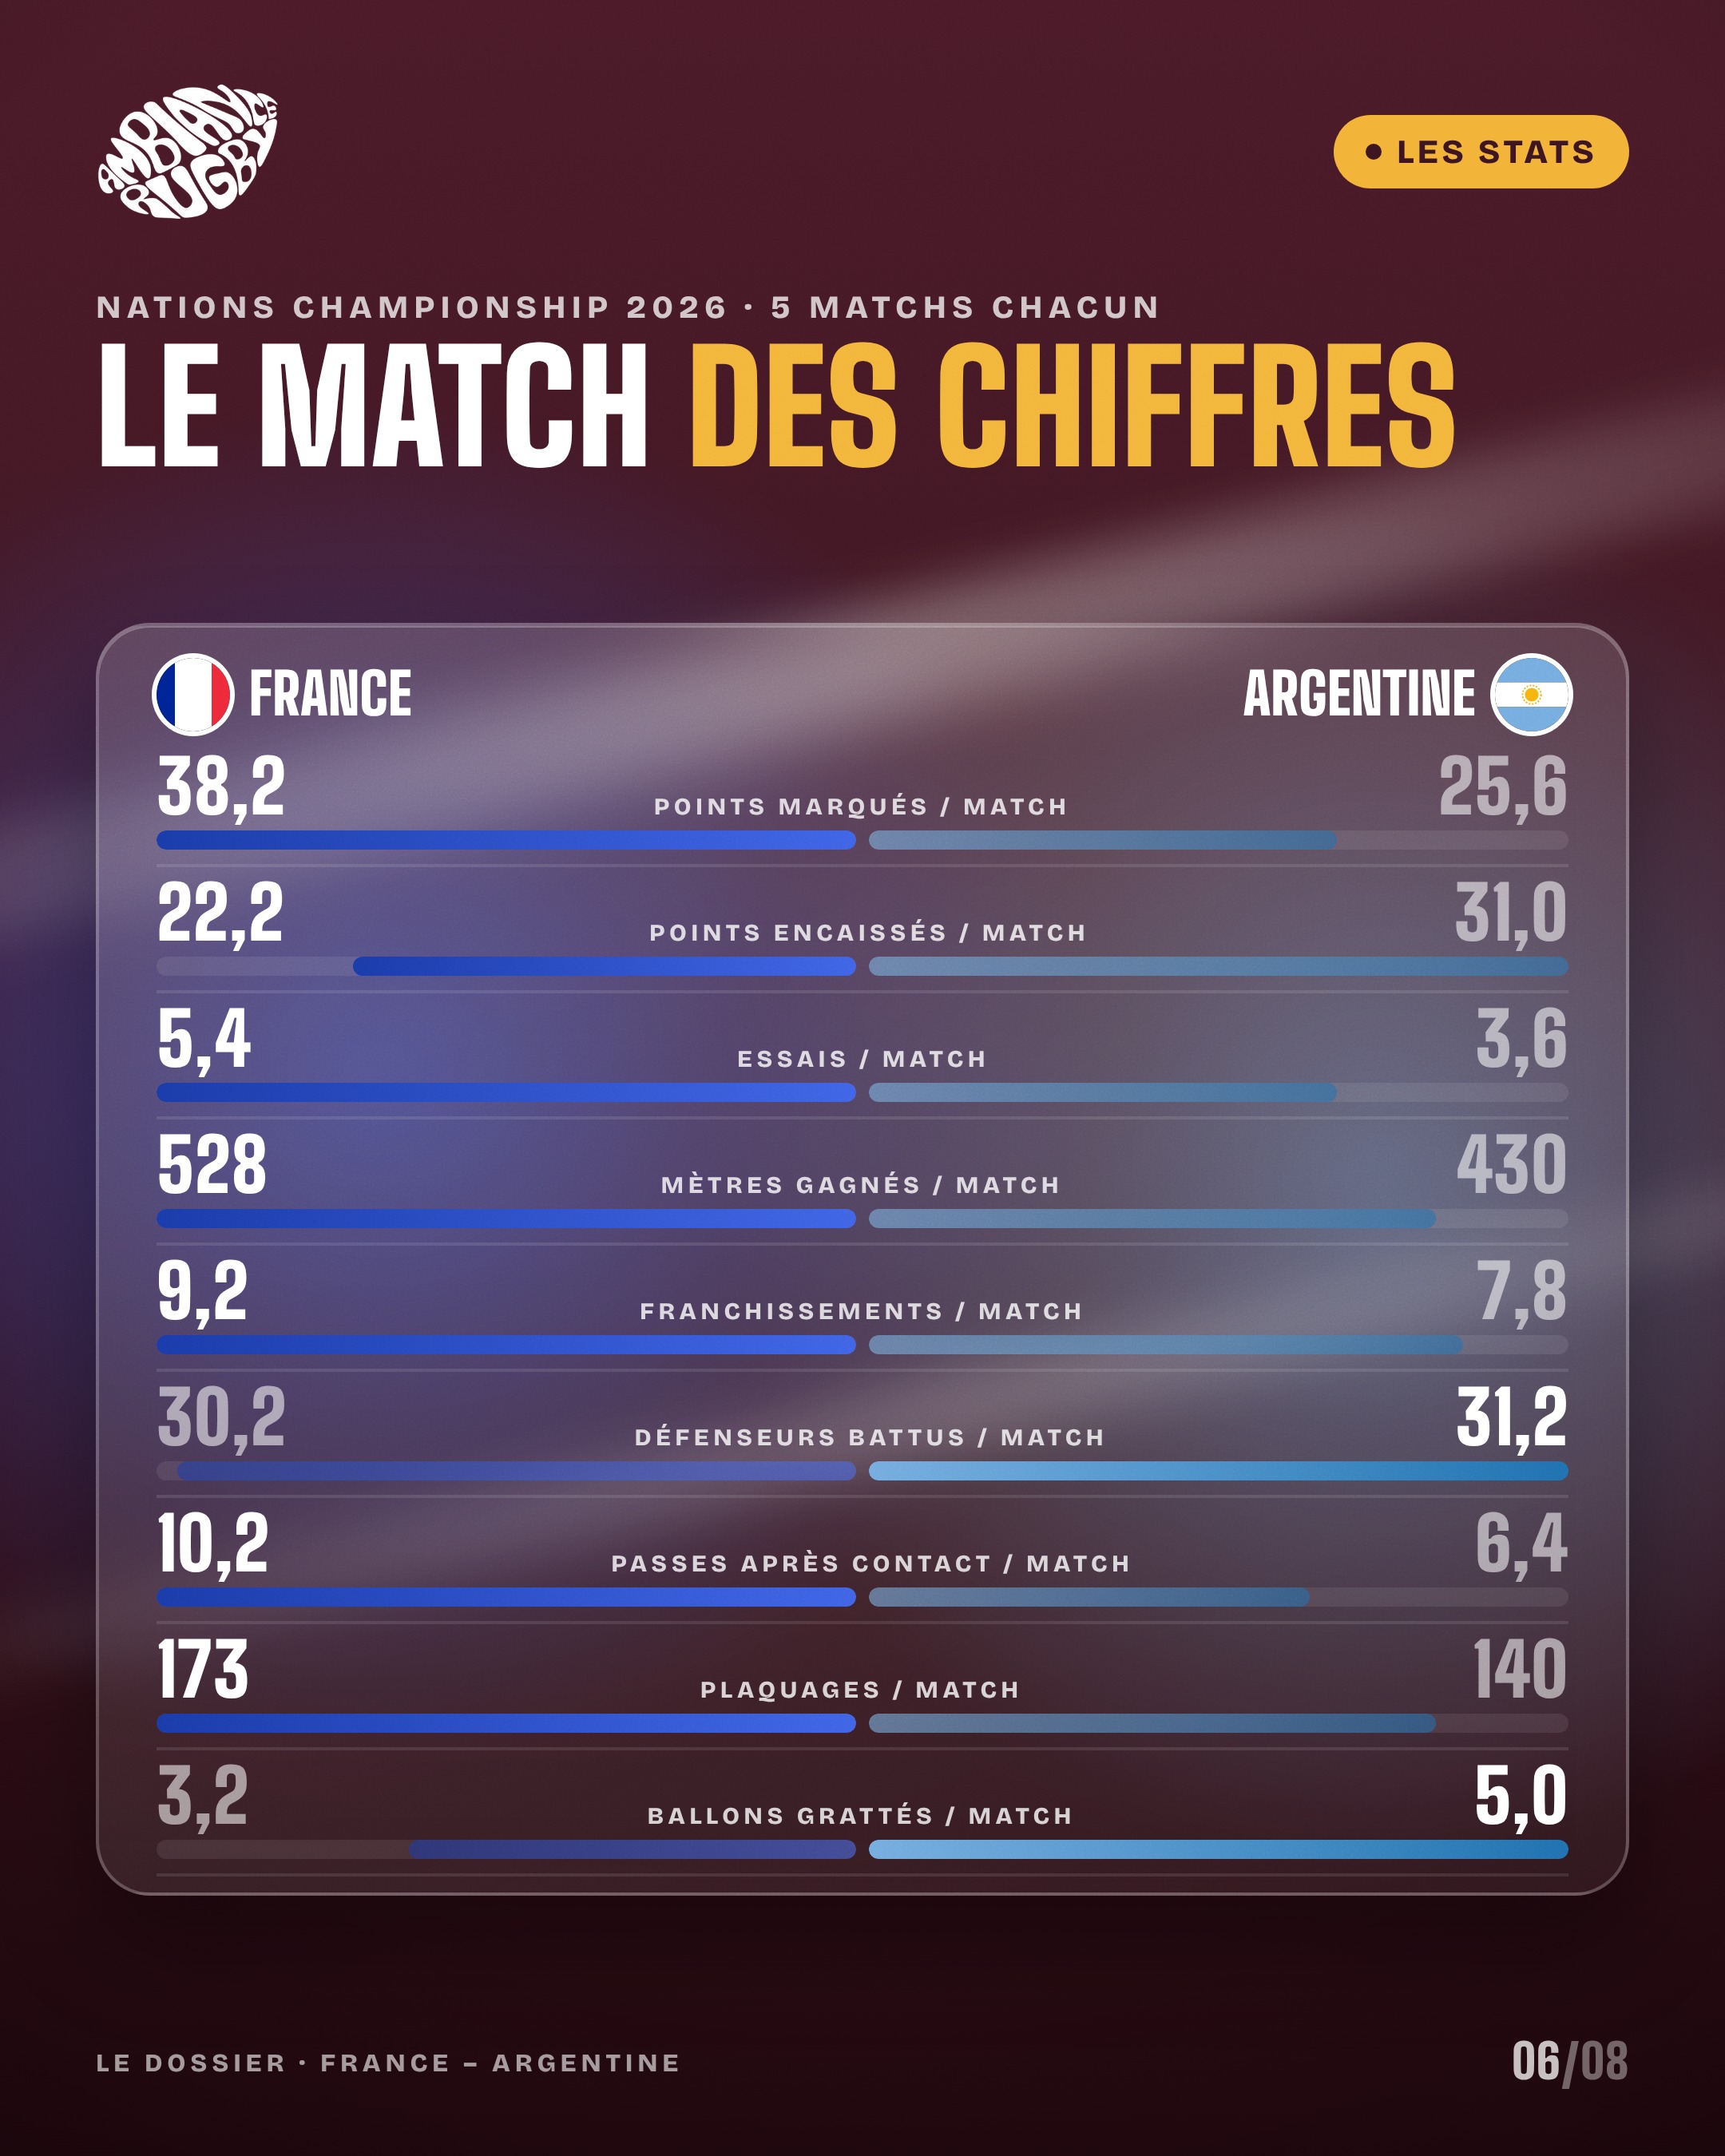 AMBIANCE
RUGBY
• LES STATS
NATIONS CHAMPIONSHIP 2026 · 5 MATCHS CHACUN
LE MATCH DES CHIFFRES
FRANCE ARGENTINE
38,2 POINTS MARQUÉS / MATCH 25,6
22,2 POINTS ENCAISSÉS / MATCH 31,0
5,4 ESSAIS / MATCH 3,6
528 MÈTRES GAGNÉS / MATCH 430
9,2 FRANCHISSEMENTS / MATCH 7,8
30,2 DÉFENSEURS BATTUS / MATCH 31,2
10,2 PASSES APRÈS CONTACT / MATCH 6,4
173 PLAQUAGES / MATCH 140
3,2 BALLONS GRATTÉS / MATCH 5,0
LE DOSSIER · FRANCE – ARGENTINE 06/08